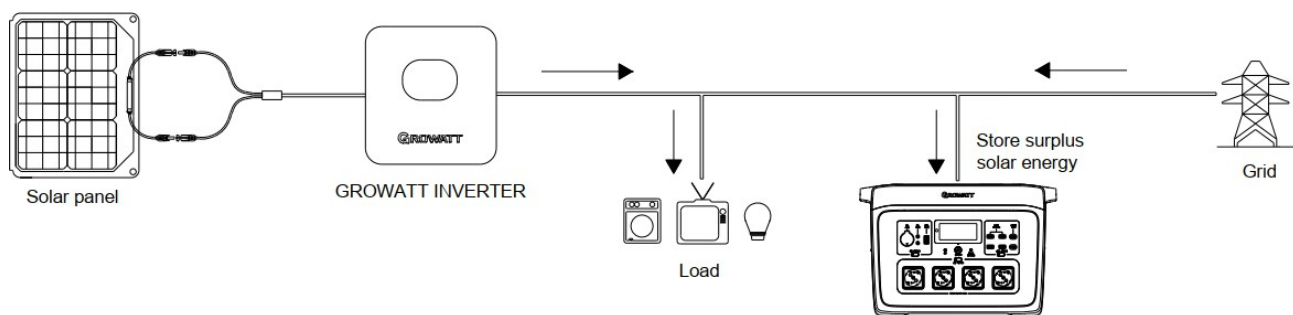 GROWATT
Solar panel
GROWATT INVERTER
Load
Store surplus
solar energy
GROWATT
Grid